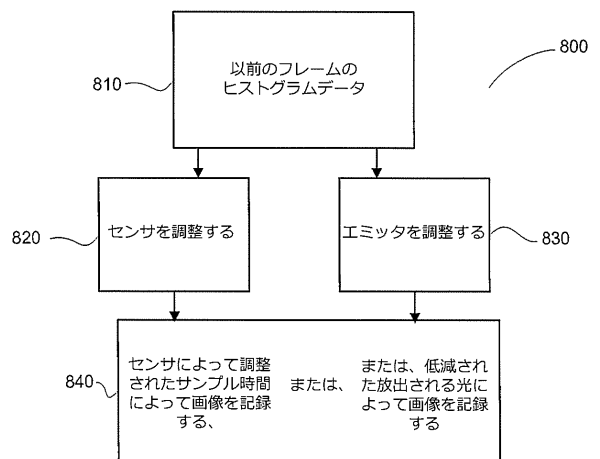 800
以前のフレームの
ヒストグラムデータ
810
センサを調整する
820
エミッタを調整する
830
センサによって調整
されたサンプル時間
によって画像を記録
する、
または、
または、低減され
た放出される光に
よって画像を記録
する
840